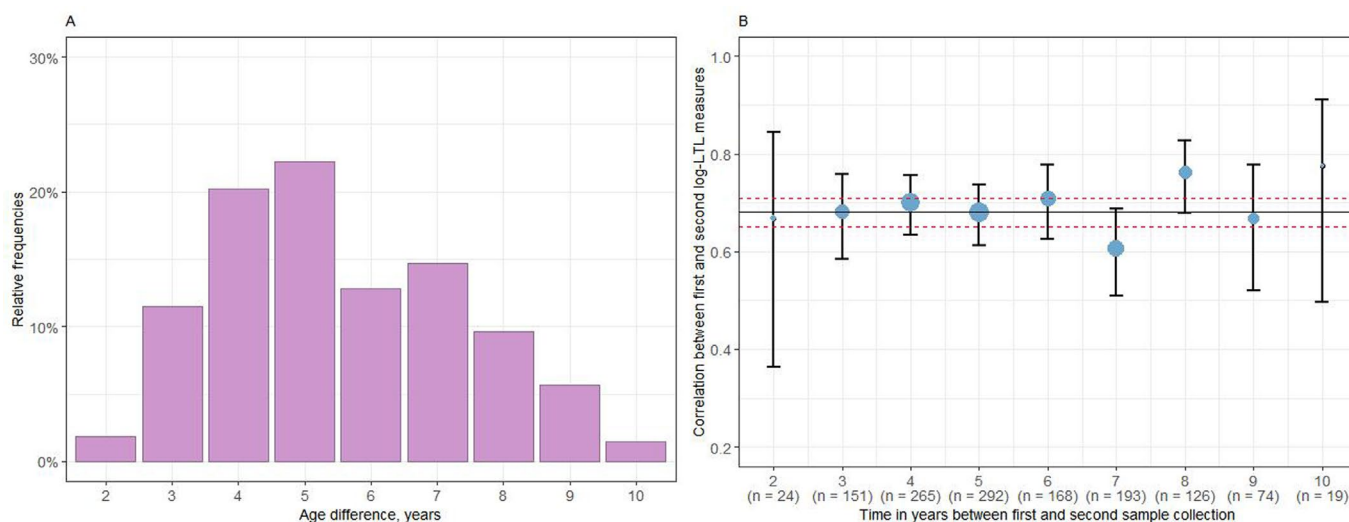 A
Relative frequencies
30%
20%
10%
0%
2 3 4 5 6 7 8 9 10
Age difference, years
B
Correlation between first and second log-LTL measures
1.0
0.8
0.6
0.4
0.2
2 3 4 5 6 7 8 9 10
(n = 24) (n = 151) (n = 265) (n = 292) (n = 168) (n = 193) (n = 126) (n = 74) (n = 19)
Time in years between first and second sample collection